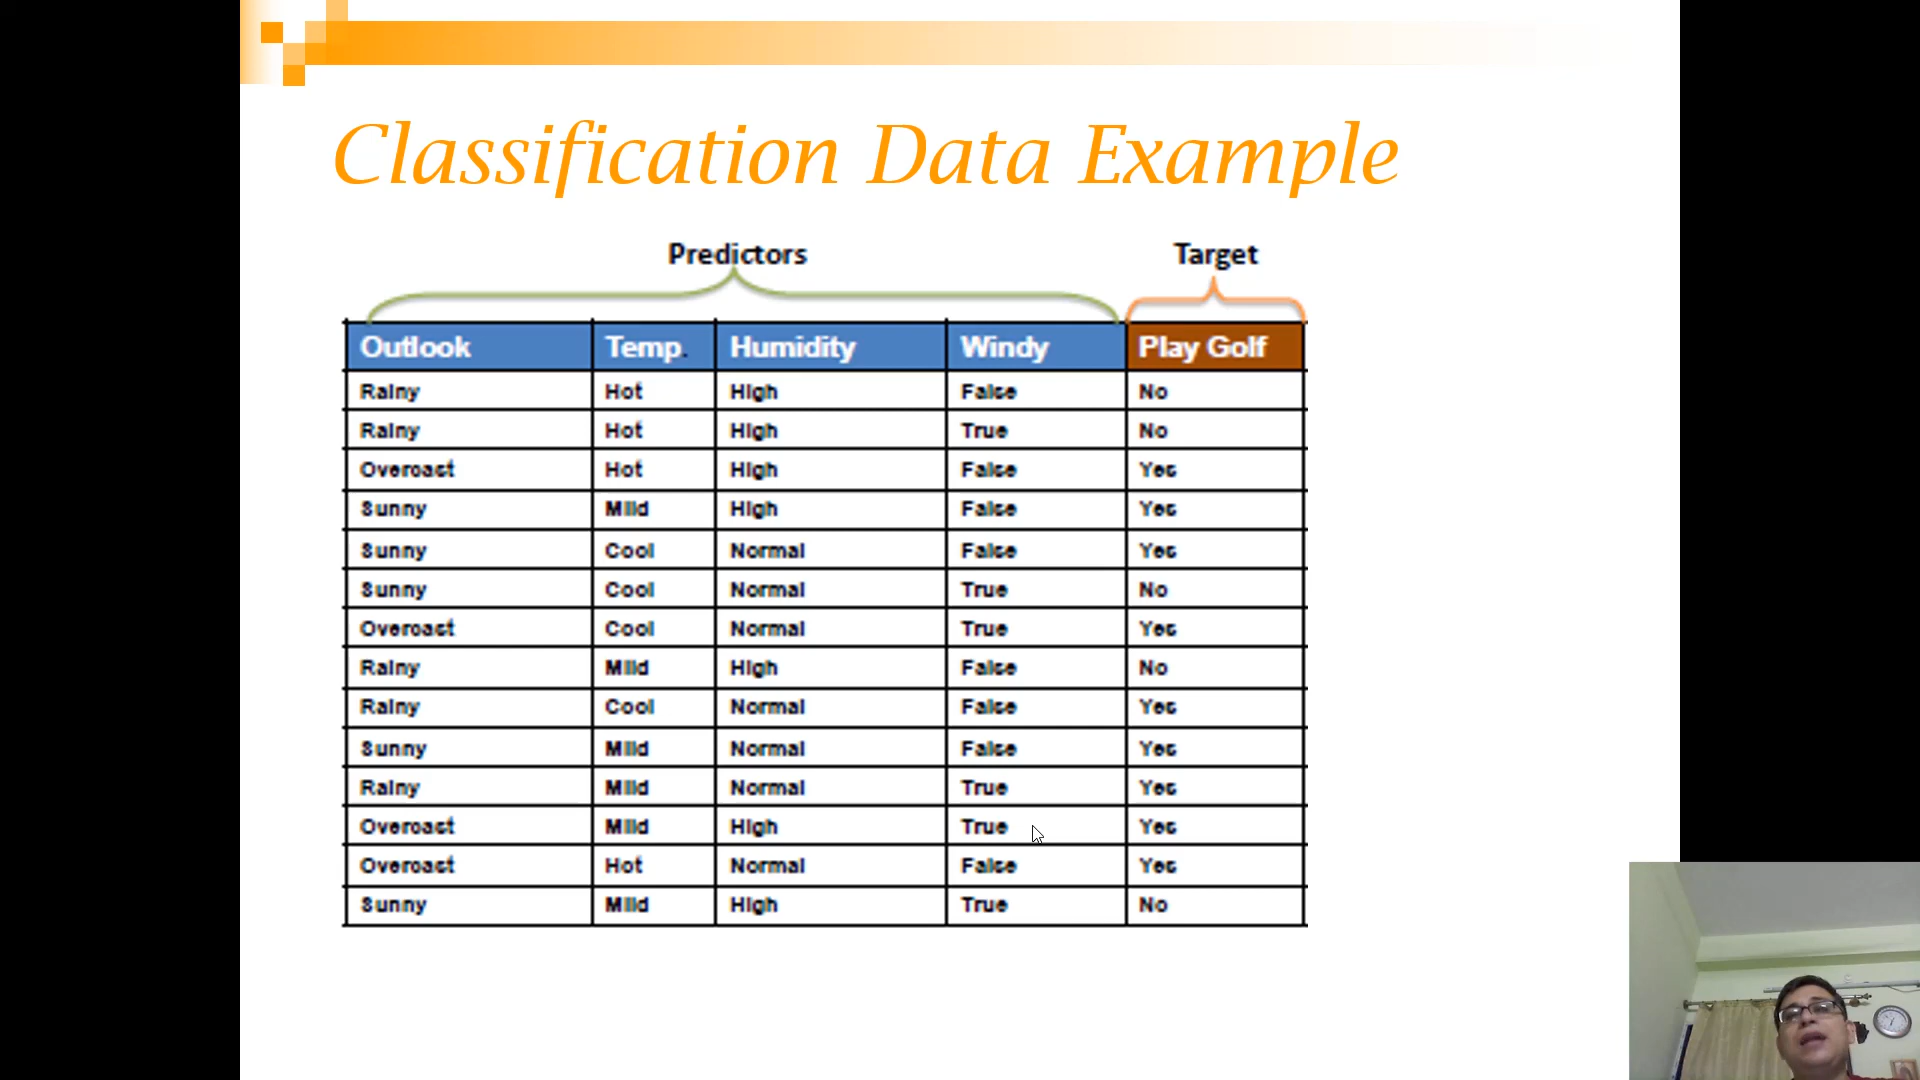 Classification Data Example
Predictors Target
Outlook Temp. Humidity Windy Play Golf
Rainy Hot High False No
Rainy Hot High True No
Overcast Hot High False Yes
Sunny Mild High False Yes
Sunny Cool Normal False Yes
Sunny Cool Normal True No
Overcast Cool Normal True Yes
Rainy Mild High False No
Rainy Cool Normal False Yes
Sunny Mild Normal False Yes
Rainy Mild Normal True Yes
Overcast Mild High True Yes
Overcast Hot Normal False Yes
Sunny Mild High True No